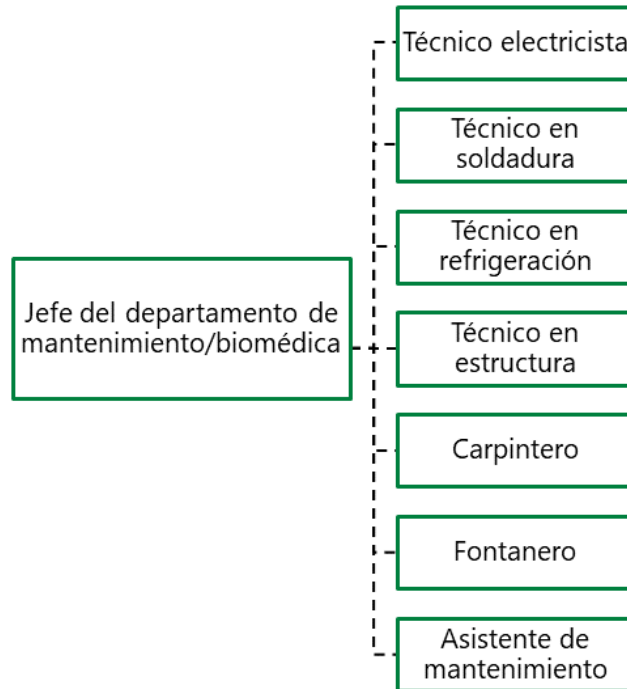 Técnico electricista
Técnico en
soldadura
Técnico en
refrigeración
Jefe del departamento de
mantenimiento/biomédica
Técnico en
estructura
Carpintero
Fontanero
Asistente de
mantenimiento